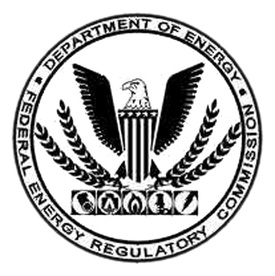 DEPARTMENT OF ENERGY
FEDERAL ENERGY REGULATORY COMMISSION